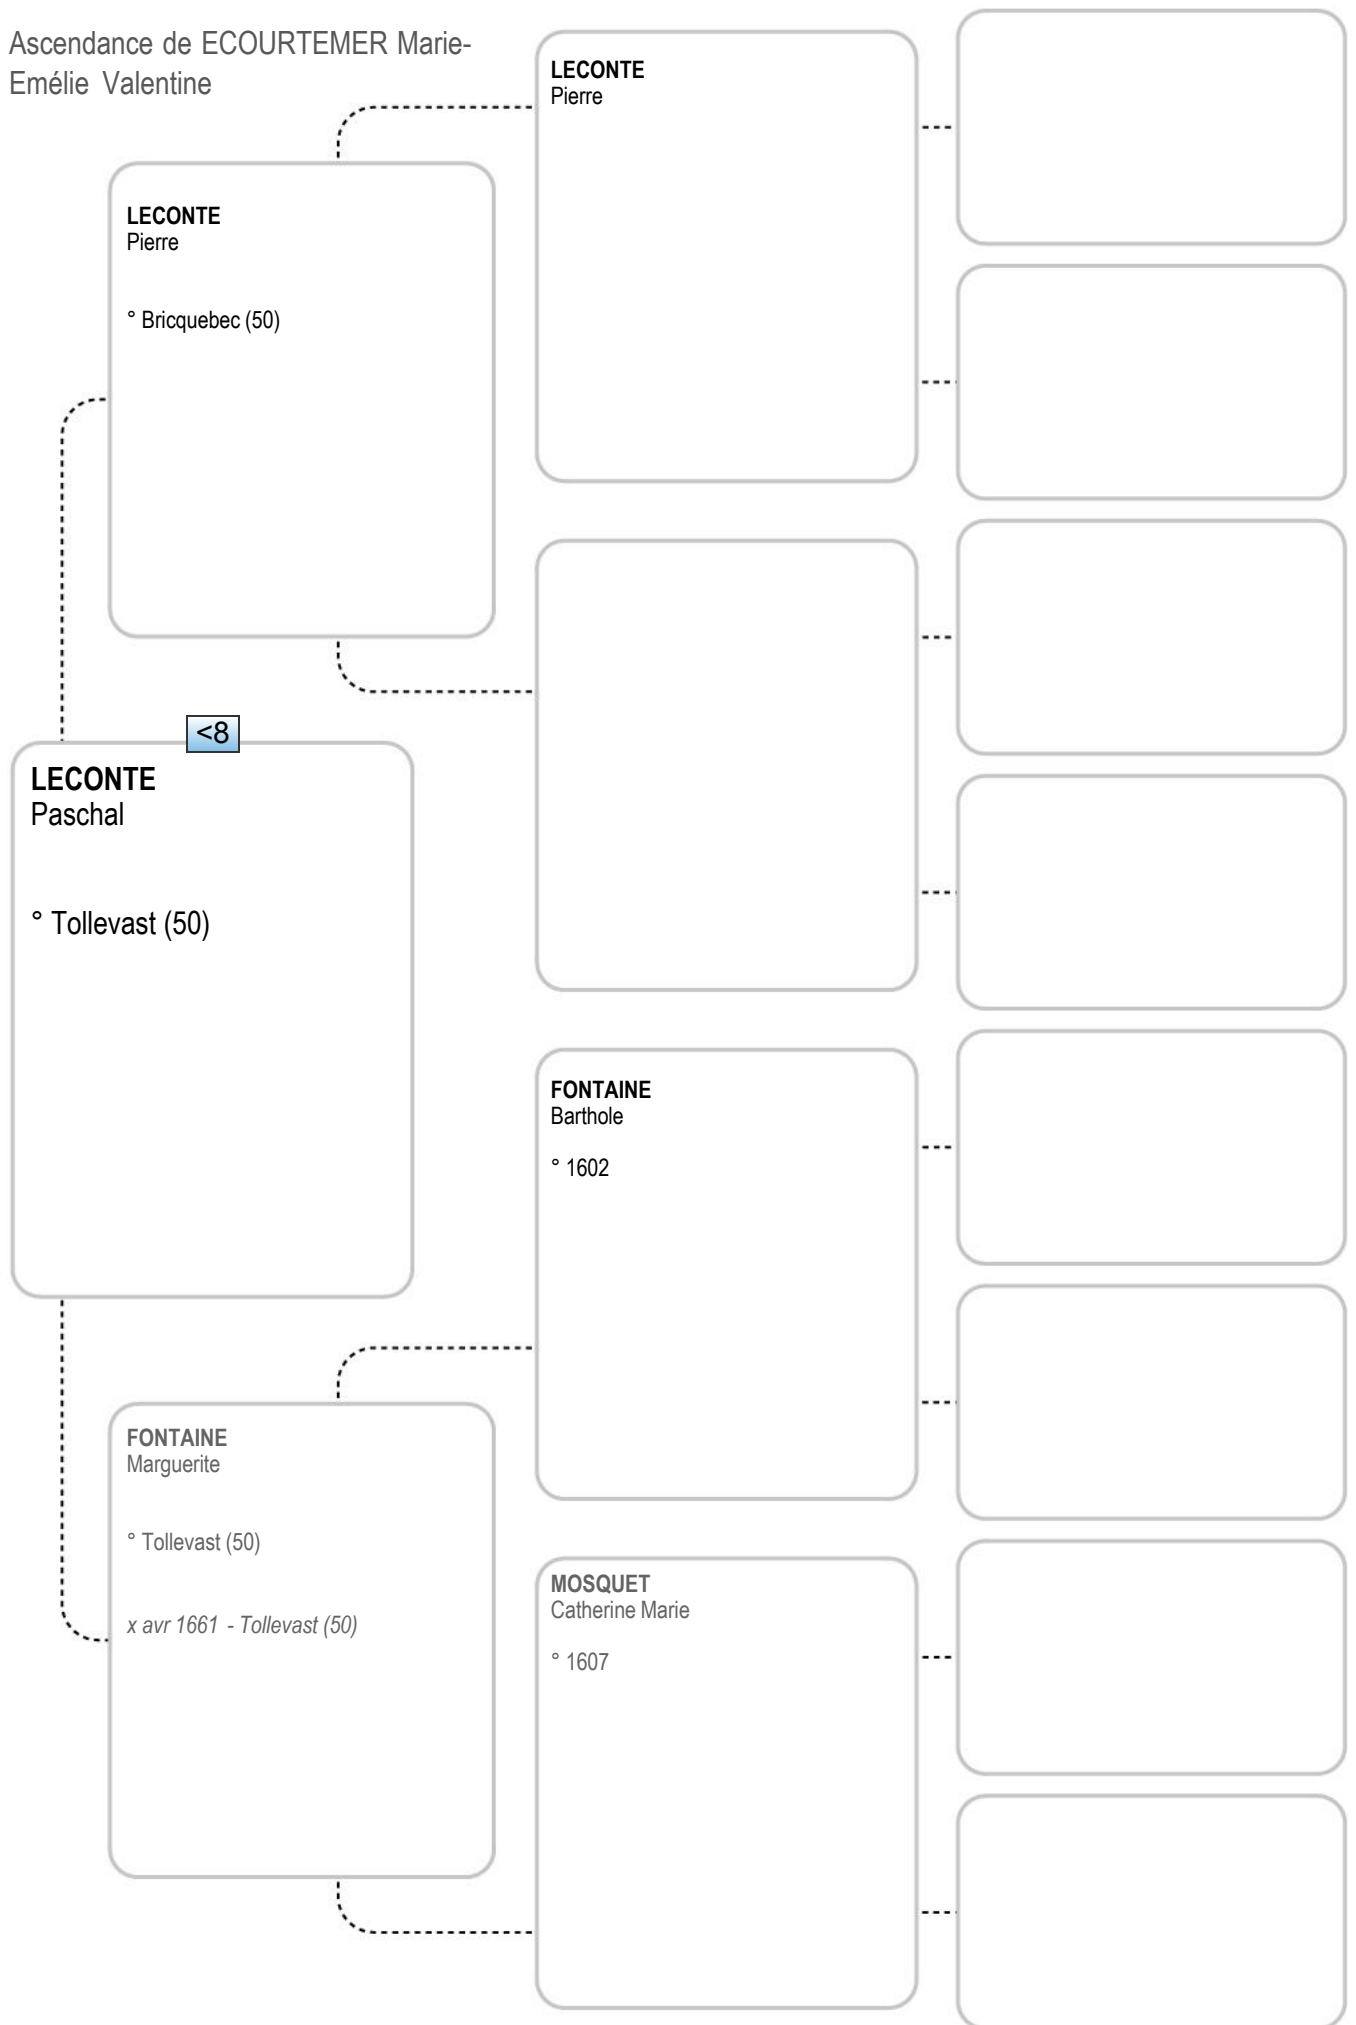 Ascendance de ECOURTEMER Marie-
Emélie Valentine
LECONTE
Pierre
LECONTE
Pierre
° Bricquebec (50)
<8
LECONTE
Paschal
° Tollevast (50)
FONTAINE
Barthole
° 1602
FONTAINE
Marguerite
° Tollevast (50)
x avr 1661 - Tollevast (50)
MOSQUET
Catherine Marie
° 1607